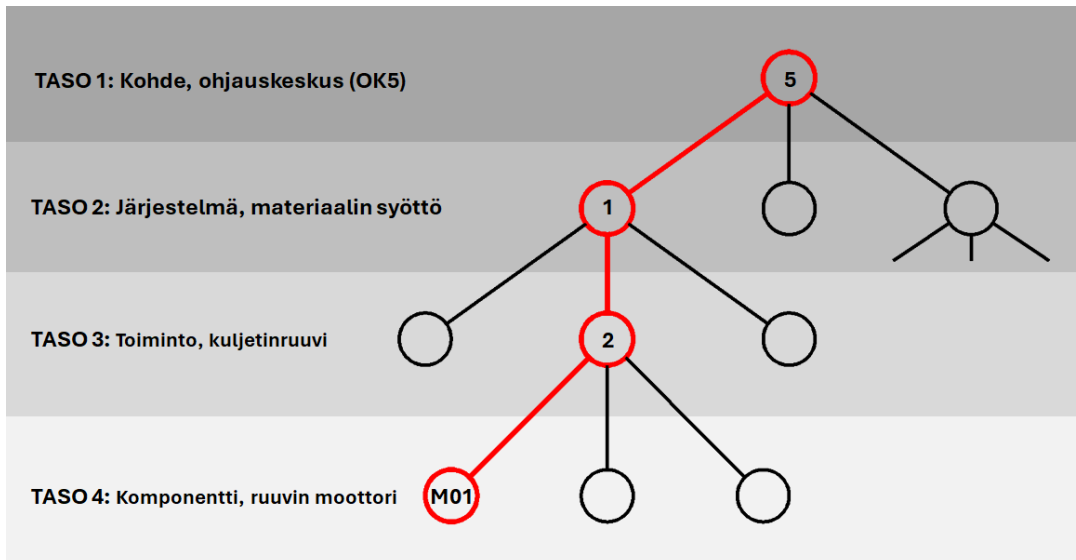 TASO 1: Kohde, ohjauskeskus (OK5)
5
TASO 2: Järjestelmä, materiaalin syöttö
1
TASO 3: Toiminto, kuljetinruuvi
2
TASO 4: Komponentti, ruuvin moottori
M01